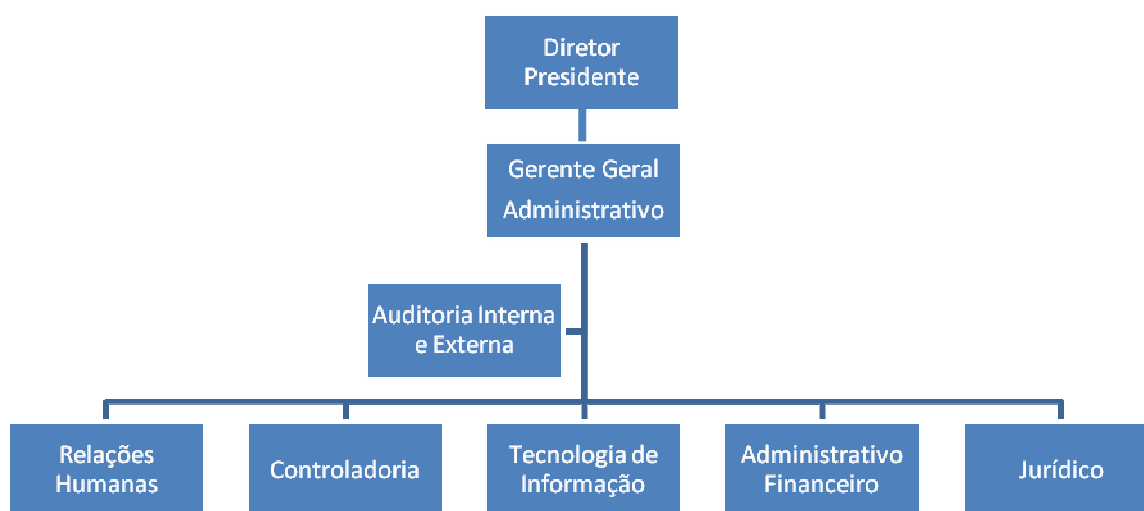 Diretor
Presidente
Gerente Geral
Administrativo
Auditoria Interna
e Externa
Relações
Humanas
Controladoria
Tecnologia de
Informação
Administrativo
Financeiro
Jurídico